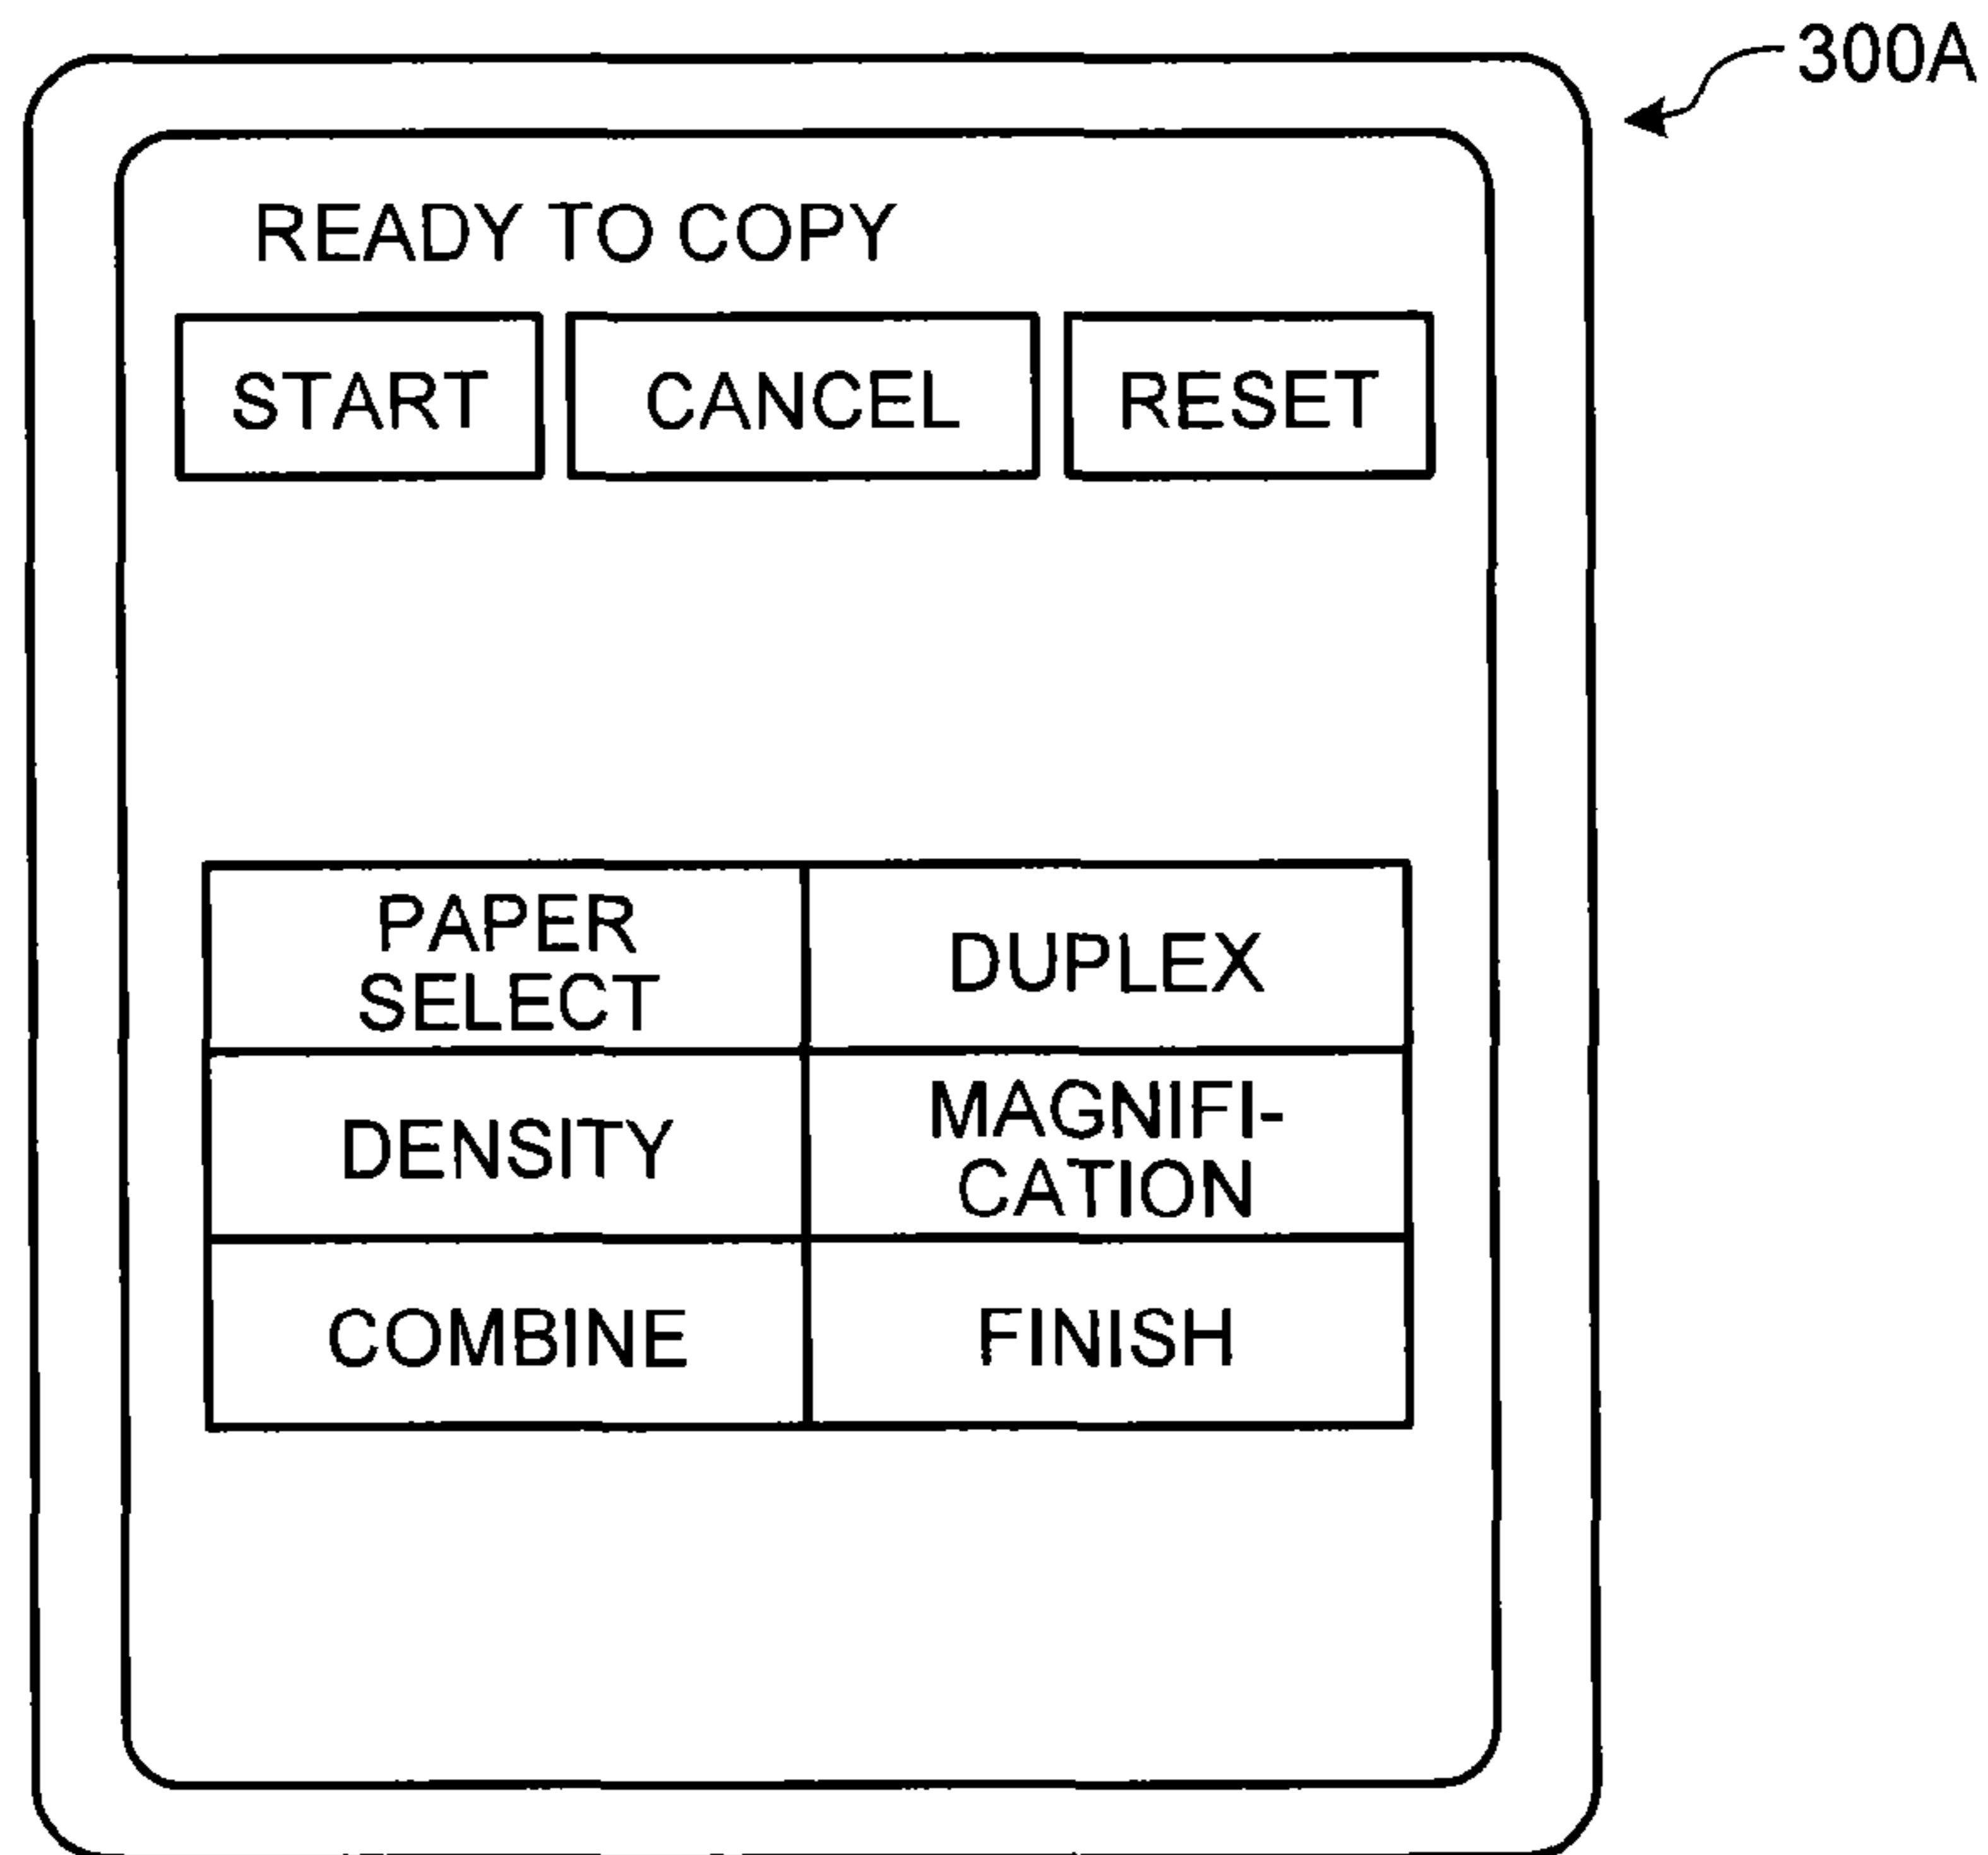 300A
READY TO COPY
START CANCEL RESET
PAPER
SELECT
DUPLEX
DENSITY
MAGNIFI-
CATION
COMBINE
FINISH